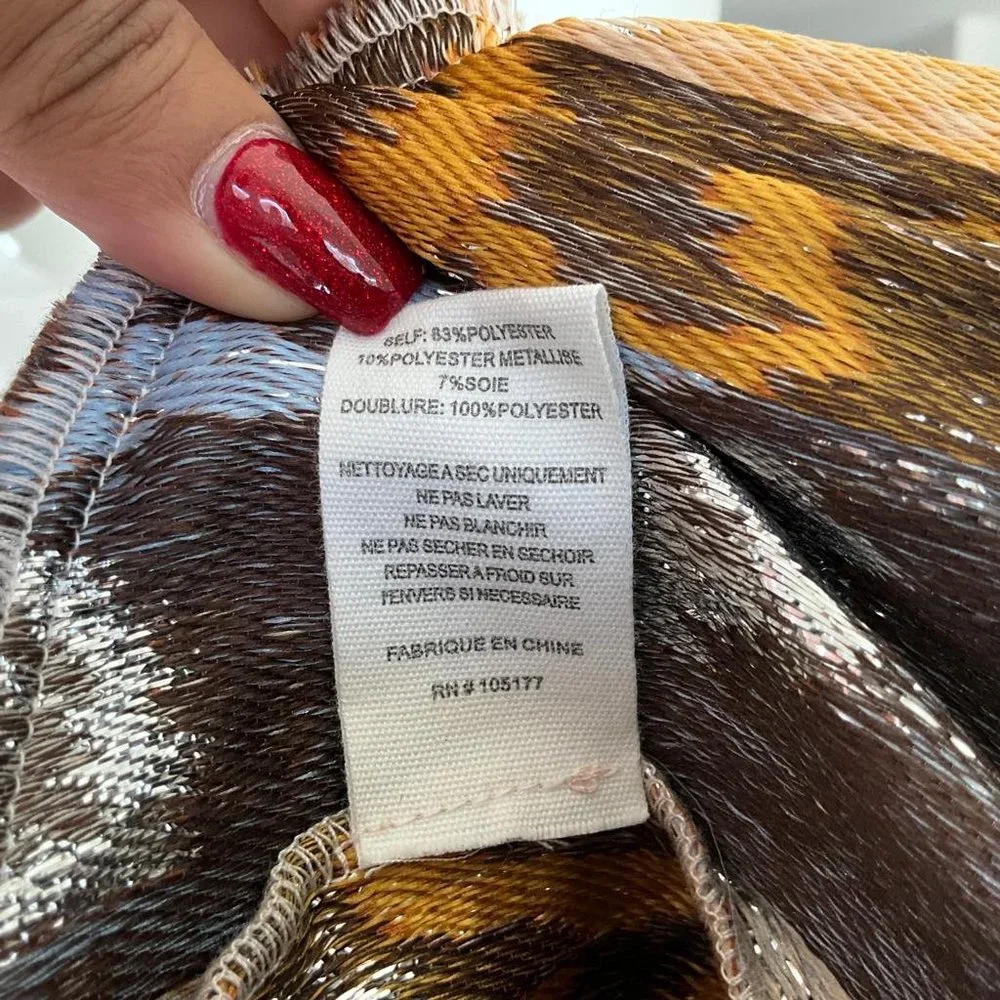 SELF: 83%POLYESTER
10%POLYESTER METALLISE
7%SOIE
DOUBLURE: 100%POLYESTER
NETTOYAGE A SEC UNIQUEMENT
NE PAS LAVER
NE PAS BLANCHIR
NE PAS SECHER EN SECHOIR
REPASSER A FROID SUR
l'ENVERS SI NECESSAIRE
FABRIQUE EN CHINE
RN # 105177